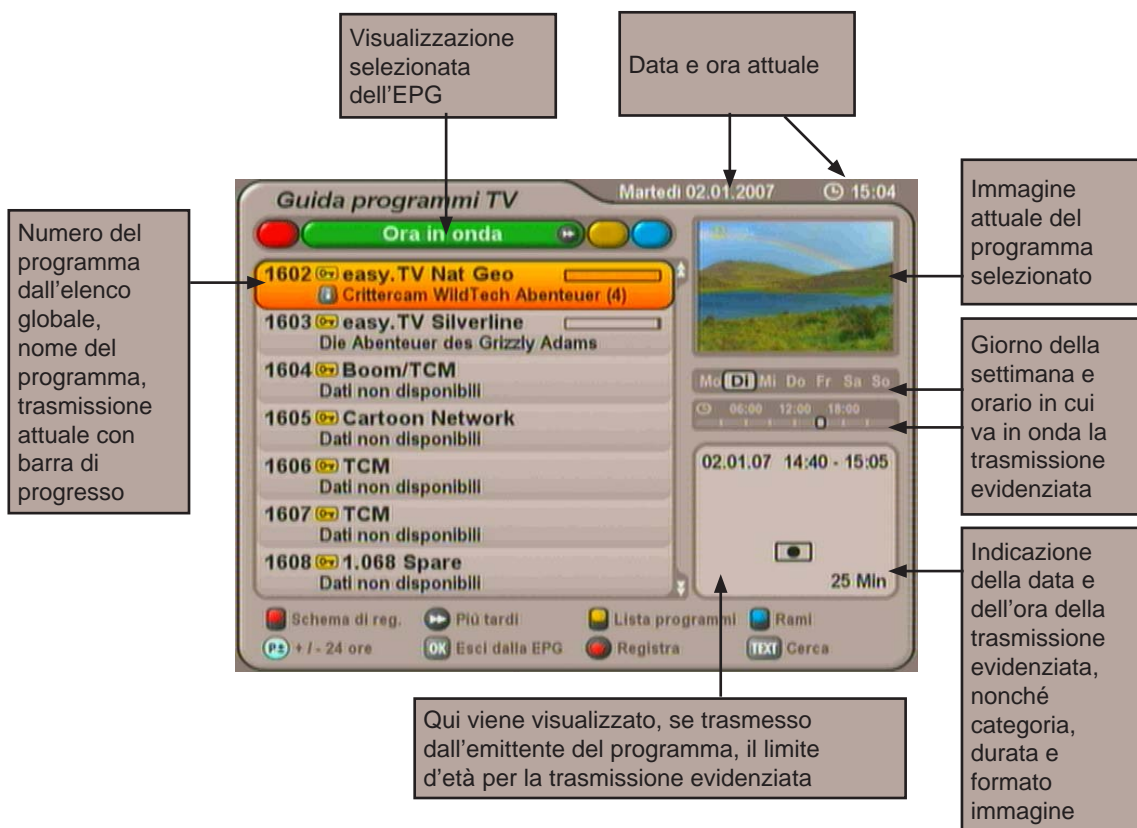 Visualizzazione
selezionata
dell'EPG
Data e ora attuale
Numero del
programma
dall'elenco
globale,
nome del
programma,
trasmissione
attuale con
barra di
progresso
Guida programmi TV
Martedì 02.01.2007 15:04
Ora in onda
1602 easy.TV Nat Geo
Crittercam WildTech Abenteuer (4)
1603 easy.TV Silverline
Die Abenteuer des Grizzly Adams
1604 Boom/TCM
Dati non disponibili
1605 Cartoon Network
Dati non disponibili
1606 TCM
Dati non disponibili
1607 TCM
Dati non disponibili
1608 1.068 Spare
Dati non disponibili
Mo Di Mi Do Fr Sa So
06:00 12:00 18:00
02.01.07 14:40 - 15:05
25 Min
Schema di reg. Più tardi Lista programmi Rami
P± + / - 24 ore OK Esci dalla EPG Registra TEXT Cerca
Immagine
attuale del
programma
selezionato
Giorno della
settimana e
orario in cui
va in onda la
trasmissione
evidenziata
Indicazione
della data e
dell'ora della
trasmissione
evidenziata,
nonché
categoria,
durata e
formato
immagine
Qui viene visualizzato, se trasmesso
dall'emittente del programma, il limite
d'età per la trasmissione evidenziata